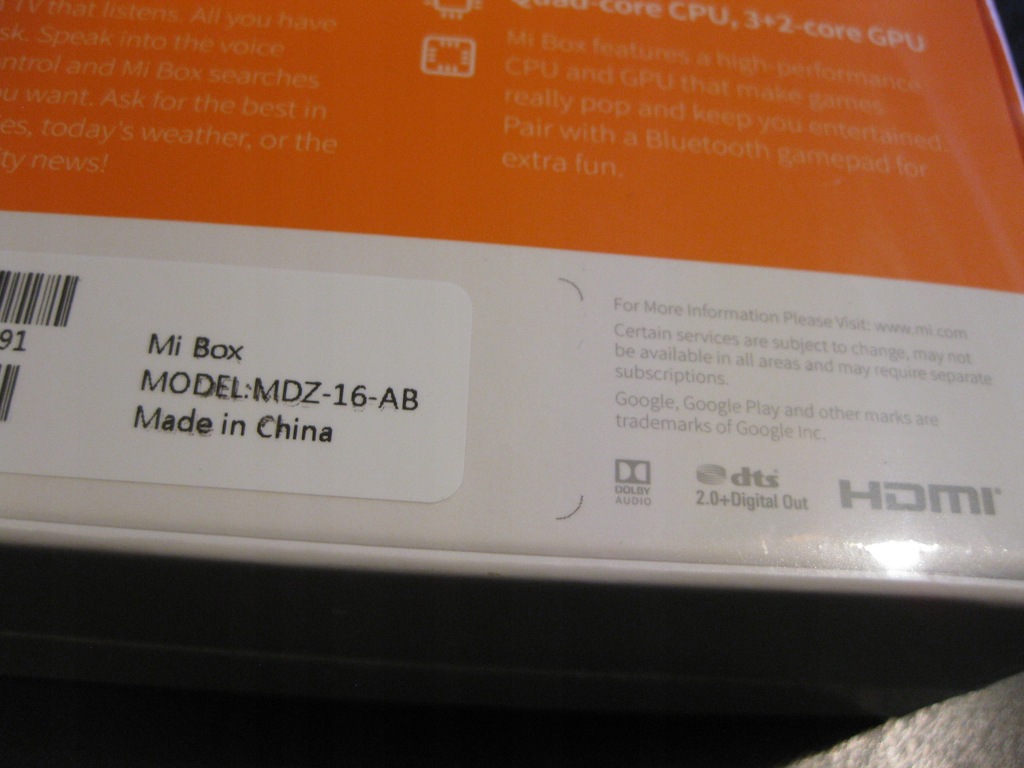 TV that listens. All you have
sk. Speak into the voice
ntrol and Mi Box searches
u want. Ask for the best in
es, today's weather, or the
ty news!
Quad-core CPU, 3+2-core GPU
Mi Box features a high-performance
CPU and GPU that make games
really pop and keep you entertained.
Pair with a Bluetooth gamepad for
extra fun.
91
Mi Box
MODEL:MDZ-16-AB
Made in China
For More Information Please Visit: www.mi.com
Certain services are subject to change, may not
be available in all areas and may require separate
subscriptions.
Google, Google Play and other marks are
trademarks of Google Inc.
DOLBY
AUDIO
dts
2.0+Digital Out
HDMI